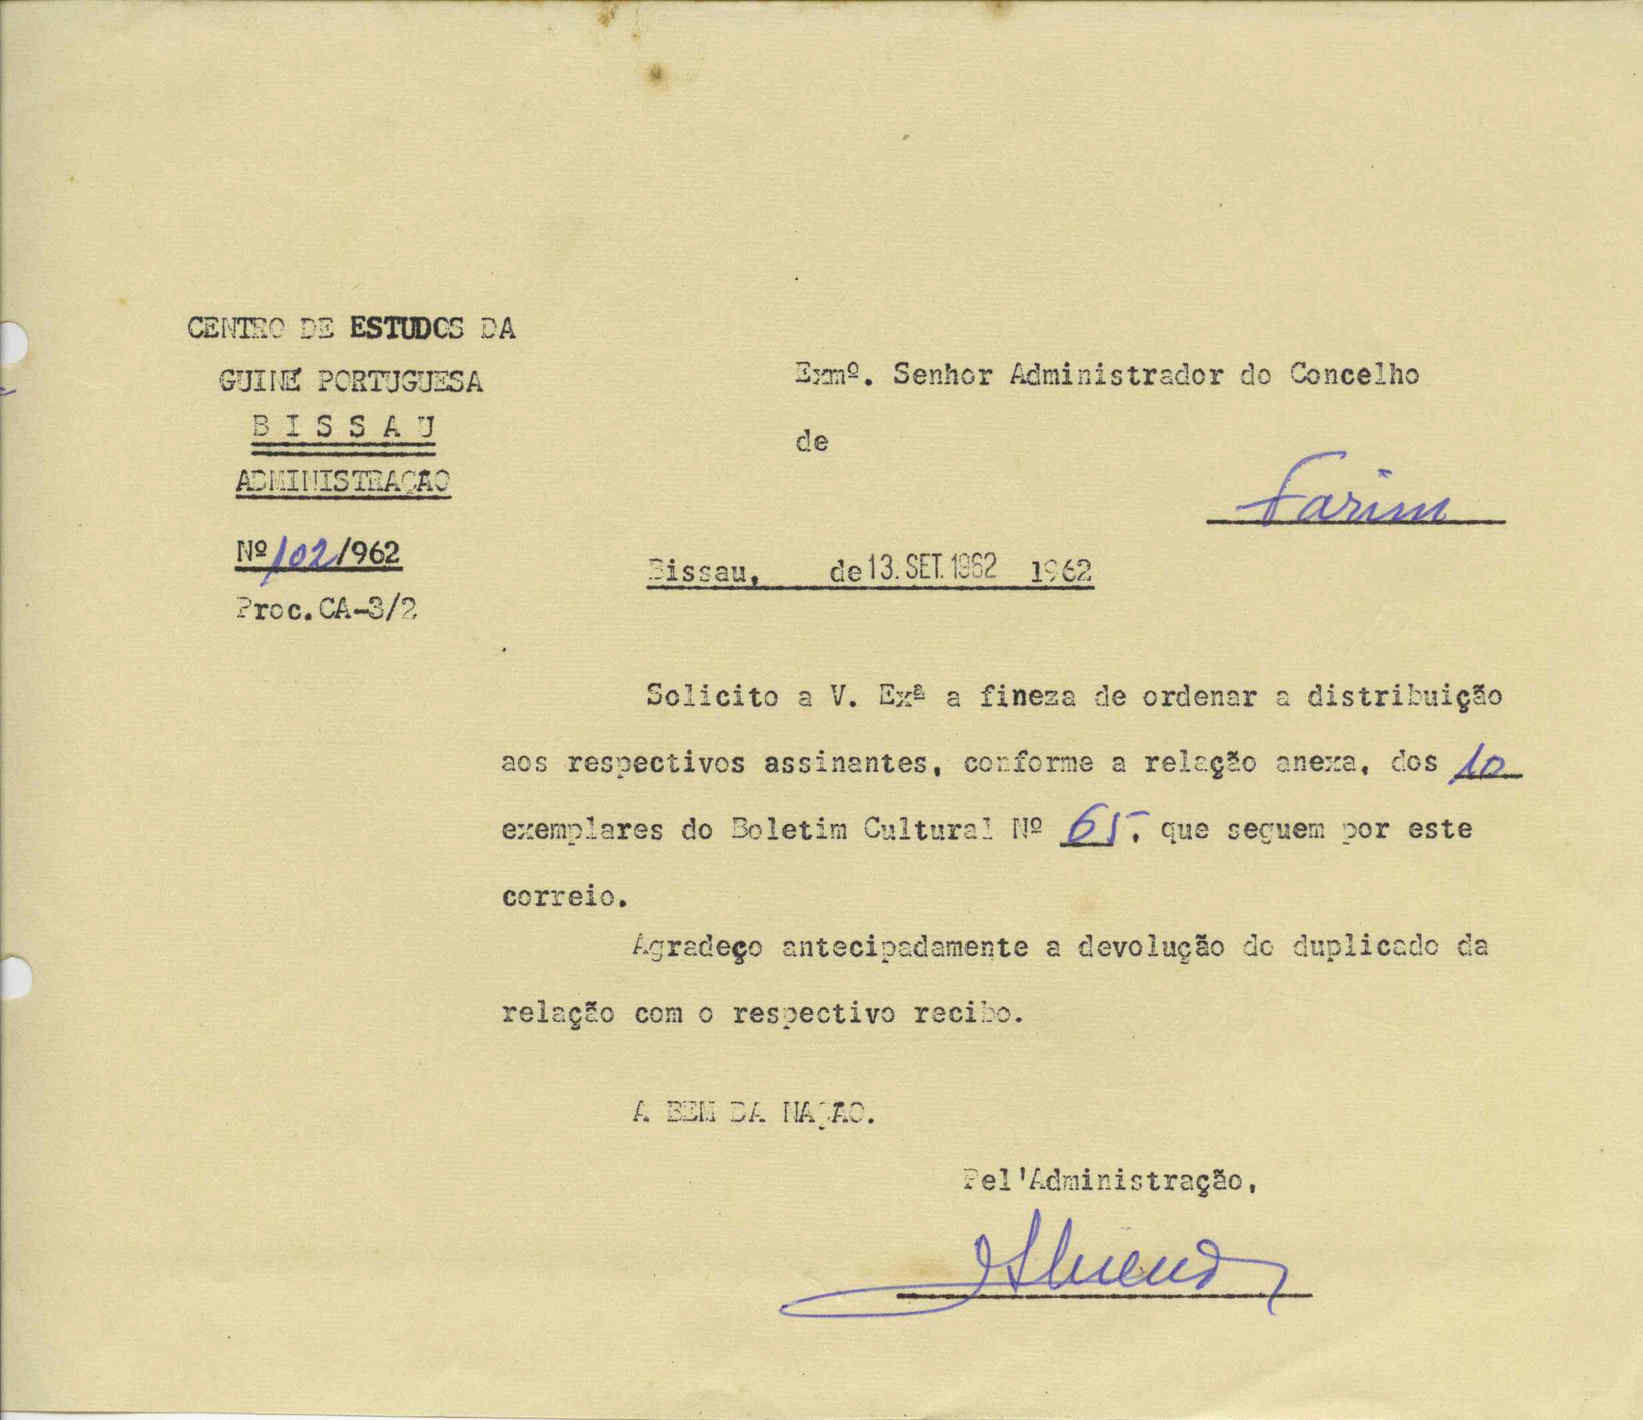 CENTRO DE ESTUDOS DA
GUINÉ PORTUGUESA
B I S S A U
ADMINISTRAÇÃO
Nº 102/962
Proc.CA-3/2
Exmº. Senhor Administrador do Concelho
de
Farim
Bissau, de 13. SET. 1962 1962
Solicito a V. Exª a fineza de ordenar a distribuição
aos respectivos assinantes, conforme a relação anexa, dos 10
exemplares do Boletim Cultural Nº 65, que seguem por este
correio.
Agradeço antecipadamente a devolução do duplicado da
relação com o respectivo recibo.
A BEM DA NAÇÃO.
Pel'Administração,